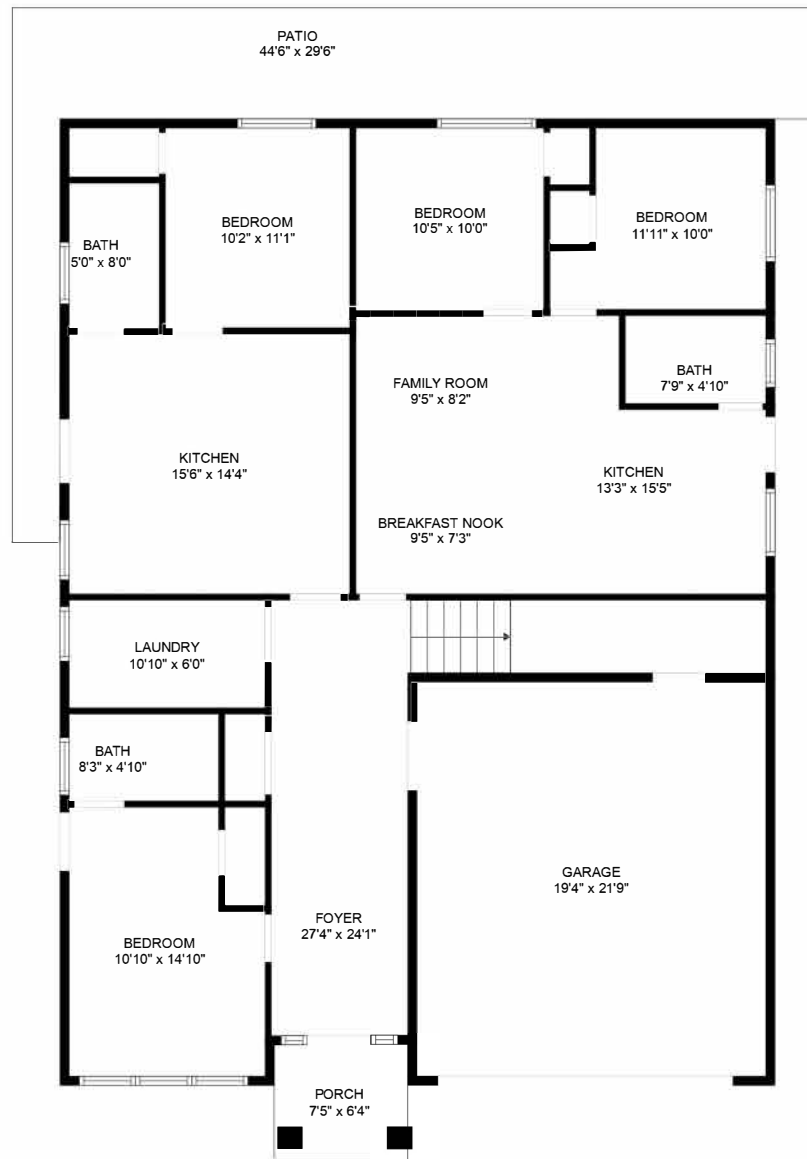 PATIO
44'6" x 29'6"
BEDROOM
10'2" x 11'1"
BEDROOM
10'5" x 10'0"
BEDROOM
11'11" x 10'0"
BATH
5'0" x 8'0"
FAMILY ROOM
9'5" x 8'2"
BATH
7'9" x 4'10"
KITCHEN
15'6" x 14'4"
KITCHEN
13'3" x 15'5"
BREAKFAST NOOK
9'5" x 7'3"
LAUNDRY
10'10" x 6'0"
BATH
8'3" x 4'10"
GARAGE
19'4" x 21'9"
FOYER
27'4" x 24'1"
BEDROOM
10'10" x 14'10"
PORCH
7'5" x 6'4"